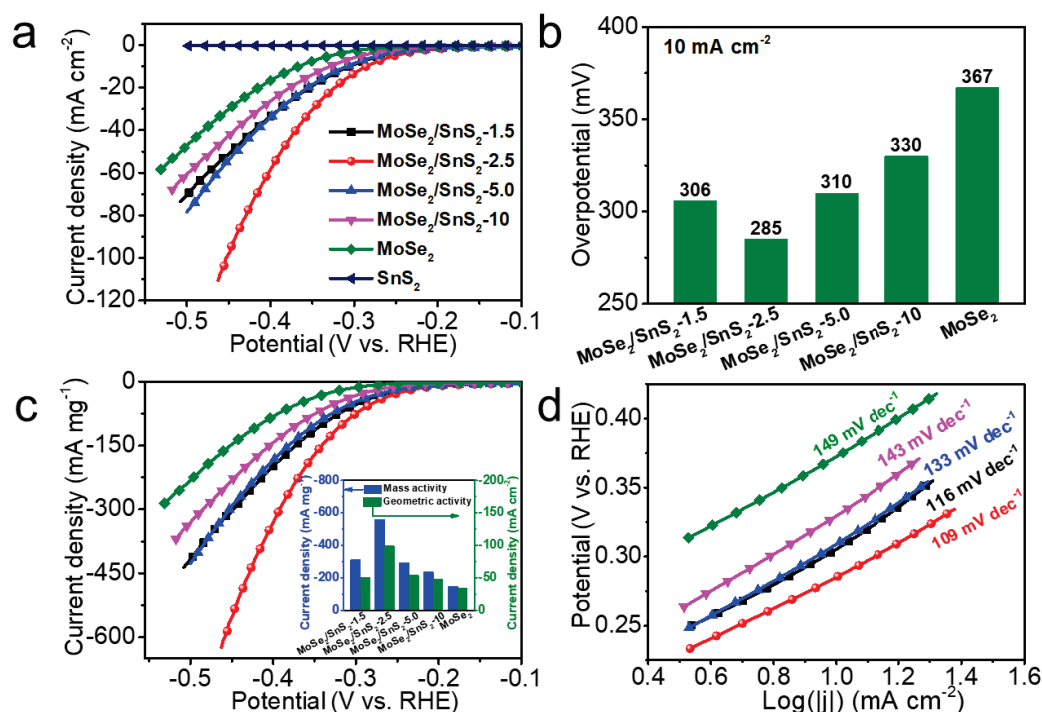 a
0
-20
-40
-60
-80
-100
-120
Current density (mA cm⁻²)
MoSe₂/SnS₂-1.5
MoSe₂/SnS₂-2.5
MoSe₂/SnS₂-5.0
MoSe₂/SnS₂-10
MoSe₂
SnS₂
-0.5 -0.4 -0.3 -0.2 -0.1
Potential (V vs. RHE)
b
10 mA cm⁻²
400
350
300
250
Overpotential (mV)
306
285
310
330
367
MoSe₂/SnS₂-1.5
MoSe₂/SnS₂-2.5
MoSe₂/SnS₂-5.0
MoSe₂/SnS₂-10
MoSe₂
c
0
-150
-300
-450
-600
Current density (mA mg⁻¹)
-0.5 -0.4 -0.3 -0.2 -0.1
Potential (V vs. RHE)
Mass activity
Geometric activity
-800
-600
-400
-200
0
Current density (mA mg⁻¹)
-200
-150
-100
-50
0
Current density (mA cm⁻²)
MoSe₂/SnS₂-1.5
MoSe₂/SnS₂-2.5
MoSe₂/SnS₂-5.0
MoSe₂/SnS₂-10
MoSe₂
d
0.40
0.35
0.30
0.25
Potential (V vs. RHE)
149 mV dec⁻¹
143 mV dec⁻¹
133 mV dec⁻¹
116 mV dec⁻¹
109 mV dec⁻¹
0.4 0.6 0.8 1.0 1.2 1.4 1.6
Log(|j|) (mA cm⁻²)